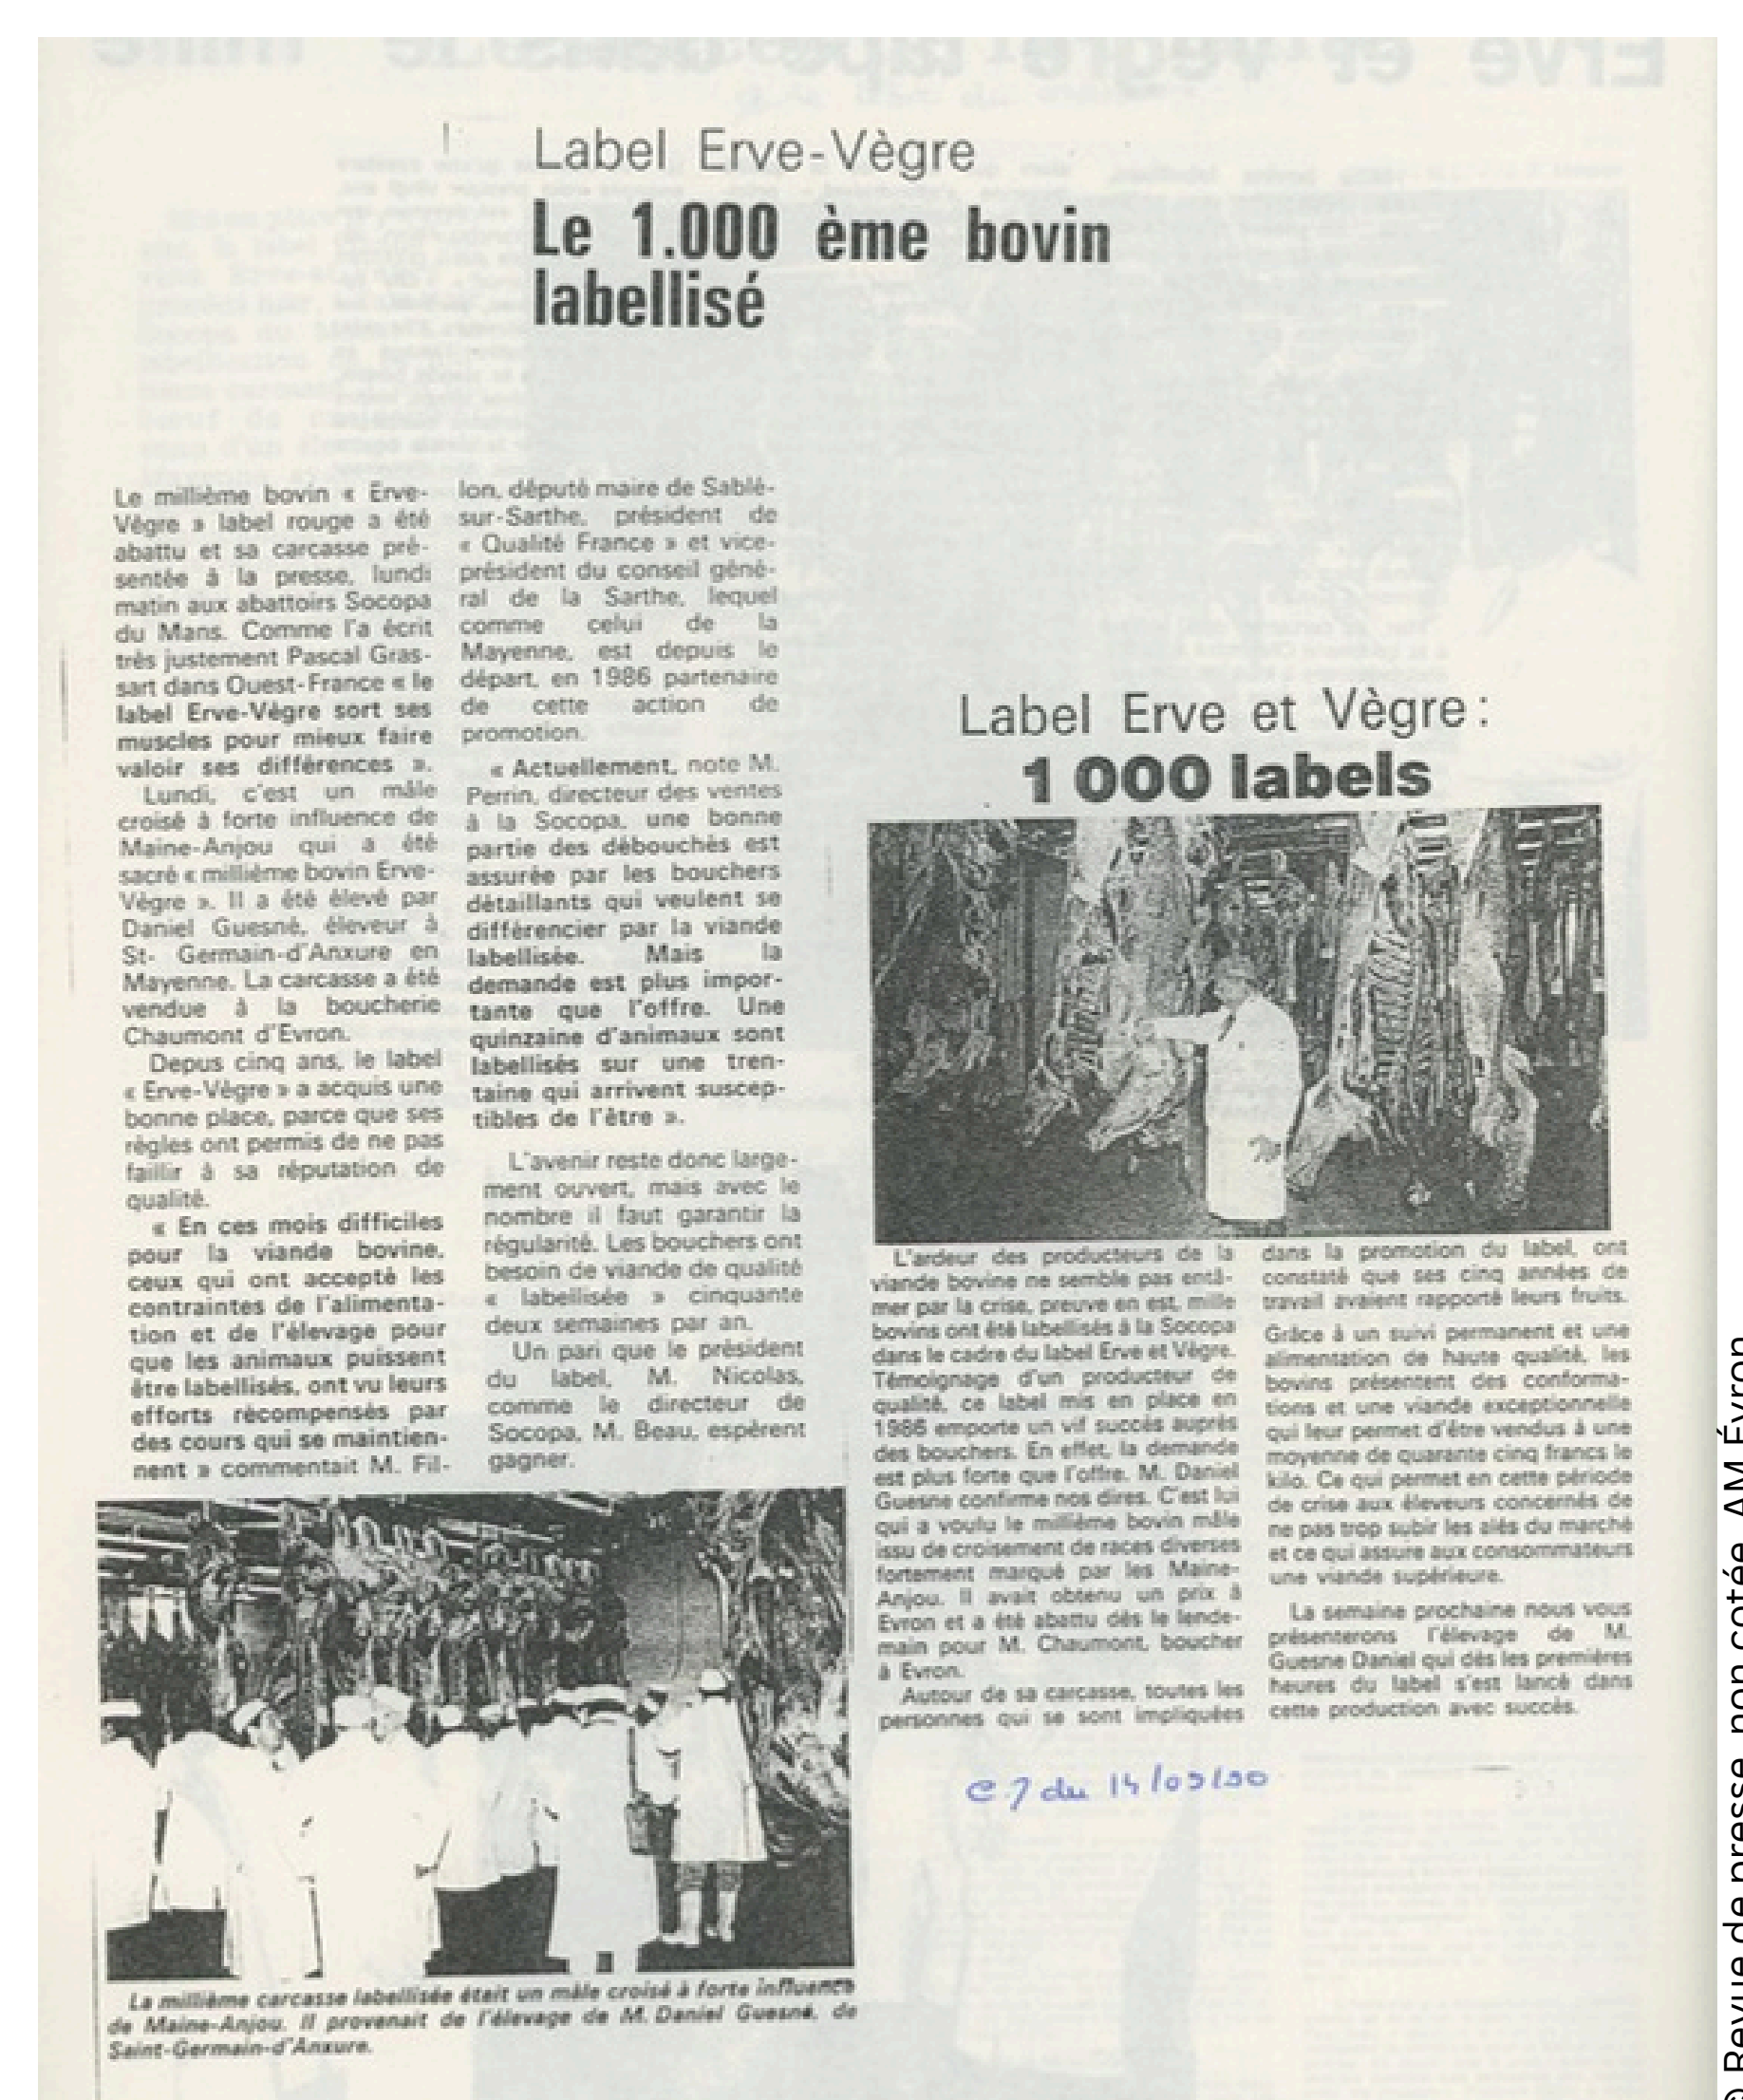 Label Erve-Vègre
Le 1.000 ème bovin
labellisé
Le millième bovin « Erve-
Vègre » label rouge a été
abattu et sa carcasse pré-
sentée à la presse, lundi
matin aux abattoirs Socopa
du Mans. Comme l'a écrit
très justement Pascal Gras-
sart dans Ouest-France « le
label Erve-Vègre sort ses
muscles pour mieux faire
valoir ses différences ».
Lundi, c'est un mâle
croisé à forte influence de
Maine-Anjou qui a été
sacré « millième bovin Erve-
Vègre ». Il a été élevé par
Daniel Guesné, éleveur à
St- Germain-d'Anxure en
Mayenne. La carcasse a été
vendue à la boucherie
Chaumont d'Evron.
Depus cinq ans, le label
« Erve-Vègre » a acquis une
bonne place, parce que ses
règles ont permis de ne pas
faillir à sa réputation de
qualité.
« En ces mois difficiles
pour la viande bovine,
ceux qui ont accepté les
contraintes de l'alimenta-
tion et de l'élevage pour
que les animaux puissent
être labellisés, ont vu leurs
efforts récompensés par
des cours qui se maintien-
nent » commentait M. Fil-
lon, député maire de Sablé-
sur-Sarthe, président de
« Qualité France » et vice-
président du conseil géné-
ral de la Sarthe, lequel
comme celui de la
Mayenne, est depuis le
départ, en 1986 partenaire
de cette action de
promotion.
« Actuellement, note M.
Perrin, directeur des ventes
à la Socopa, une bonne
partie des débouchés est
assurée par les bouchers
détaillants qui veulent se
différencier par la viande
labellisée. Mais la
demande est plus impor-
tante que l'offre. Une
quinzaine d'animaux sont
labellisés sur une tren-
taine qui arrivent suscep-
tibles de l'être ».
L'avenir reste donc large-
ment ouvert, mais avec le
nombre il faut garantir la
régularité. Les bouchers ont
besoin de viande de qualité
« labellisée » cinquante
deux semaines par an.
Un pari que le président
du label, M. Nicolas,
comme le directeur de
Socopa, M. Beau, espèrent
gagner.
La millième carcasse labellisée était un mâle croisé à forte influence
de Maine-Anjou. Il provenait de l'élevage de M. Daniel Guesné, de
Saint-Germain-d'Anxure.
Label Erve et Vègre :
1 000 labels
L'ardeur des producteurs de la
viande bovine ne semble pas entâ-
mer par la crise, preuve en est, mille
bovins ont été labellisés à la Socopa
dans le cadre du label Erve et Vègre.
Témoignage d'un producteur de
qualité, ce label mis en place en
1986 emporte un vif succès auprès
des bouchers. En effet, la demande
est plus forte que l'offre. M. Daniel
Guesne confirme nos dires. C'est lui
qui a voulu le millième bovin mâle
issu de croisement de races diverses
fortement marqué par les Maine-
Anjou. Il avait obtenu un prix à
Evron et a été abattu dès le lende-
main pour M. Chaumont, boucher
à Evron.
Autour de sa carcasse, toutes les
personnes qui se sont impliquées
dans la promotion du label, ont
constaté que ses cinq années de
travail avaient rapporté leurs fruits.
Grâce à un suivi permanent et une
alimentation de haute qualité, les
bovins présentent des conforma-
tions et une viande exceptionnelle
qui leur permet d'être vendus à une
moyenne de quarante cinq francs le
kilo. Ce qui permet en cette période
de crise aux éleveurs concernés de
ne pas trop subir les alés du marché
et ce qui assure aux consommateurs
une viande supérieure.
La semaine prochaine nous vous
présenterons l'élevage de M.
Guesne Daniel qui dès les premières
heures du label s'est lancé dans
cette production avec succès.
du 14/09/90
Revue de presse, non cotée, AM Évron